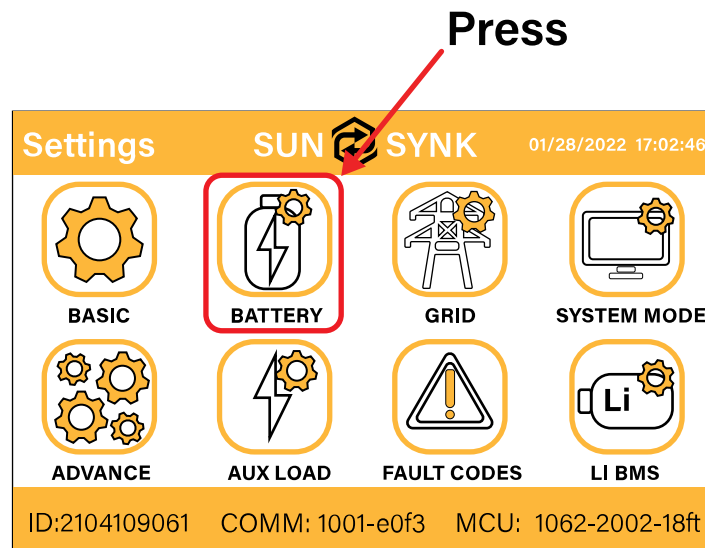 Press
Settings SUN SYNK 01/28/2022 17:02:46
BASIC BATTERY GRID SYSTEM MODE
Li
ADVANCE AUX LOAD FAULT CODES LI BMS
ID:2104109061 COMM: 1001-e0f3 MCU: 1062-2002-18ft